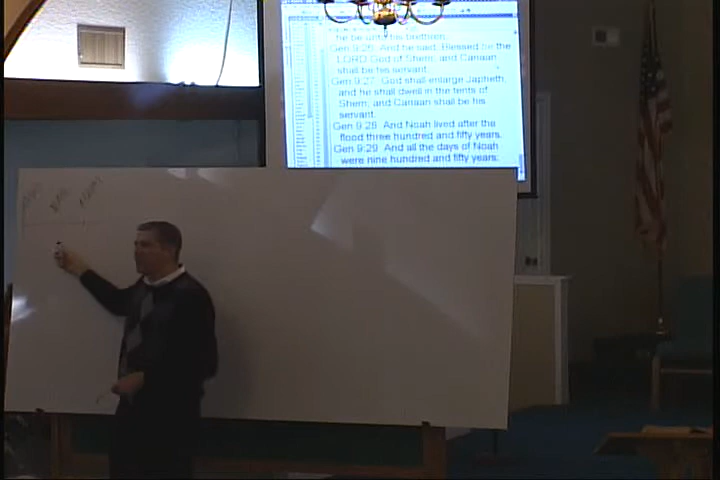 he be unto his brethren.
Gen 9:26 And he said, Blessed be the
LORD God of Shem; and Canaan
shall be his servant.
Gen 9:27 God shall enlarge Japheth,
and he shall dwell in the tents of
Shem; and Canaan shall be his
servant.
Gen 9:28 And Noah lived after the
flood three hundred and fifty years.
Gen 9:29 And all the days of Noah
were nine hundred and fifty years: